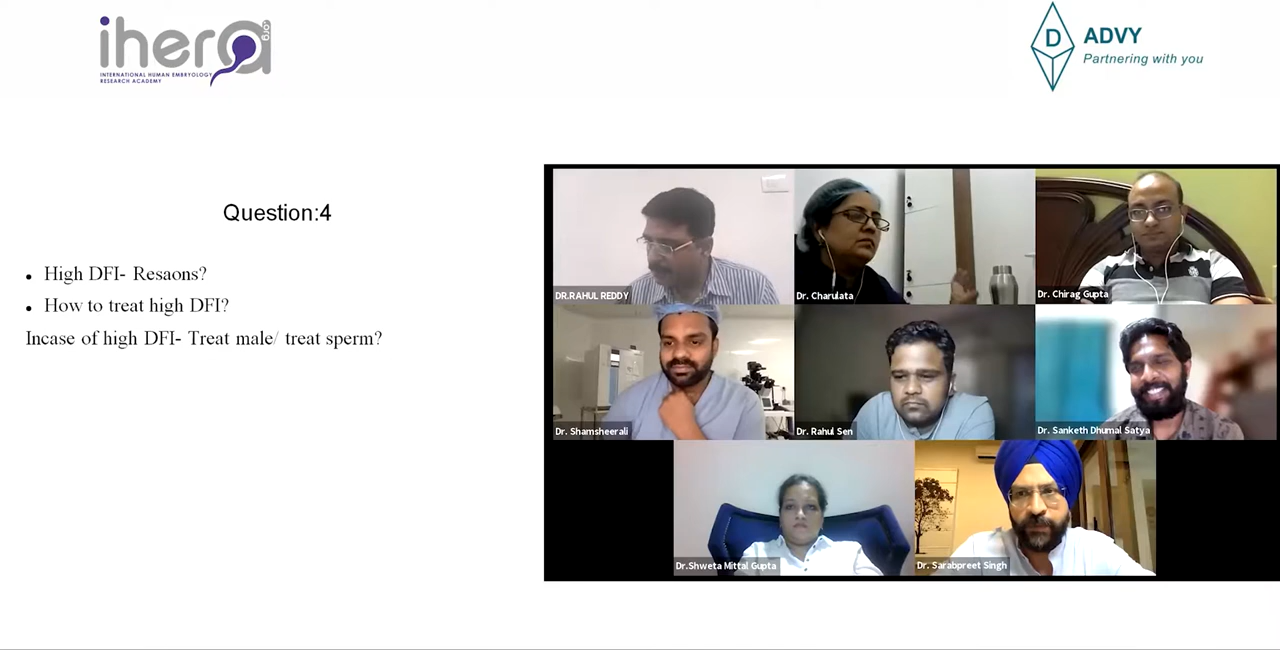 ihera
.org
INTERNATIONAL HUMAN EMBRYOLOGY
RESEARCH ACADEMY
D
ADVY
Partnering with you
Question:4
• High DFI- Resaons?
• How to treat high DFI?
Incase of high DFI- Treat male/ treat sperm?
DR.RAHUL REDDY
Dr. Charulata
Dr. Chirag Gupta
Dr. Shamsheerali
Dr. Rahul Sen
Dr. Sanketh Dhumal Satya
Dr.Shweta Mittal Gupta
Dr. Sarabpreet Singh